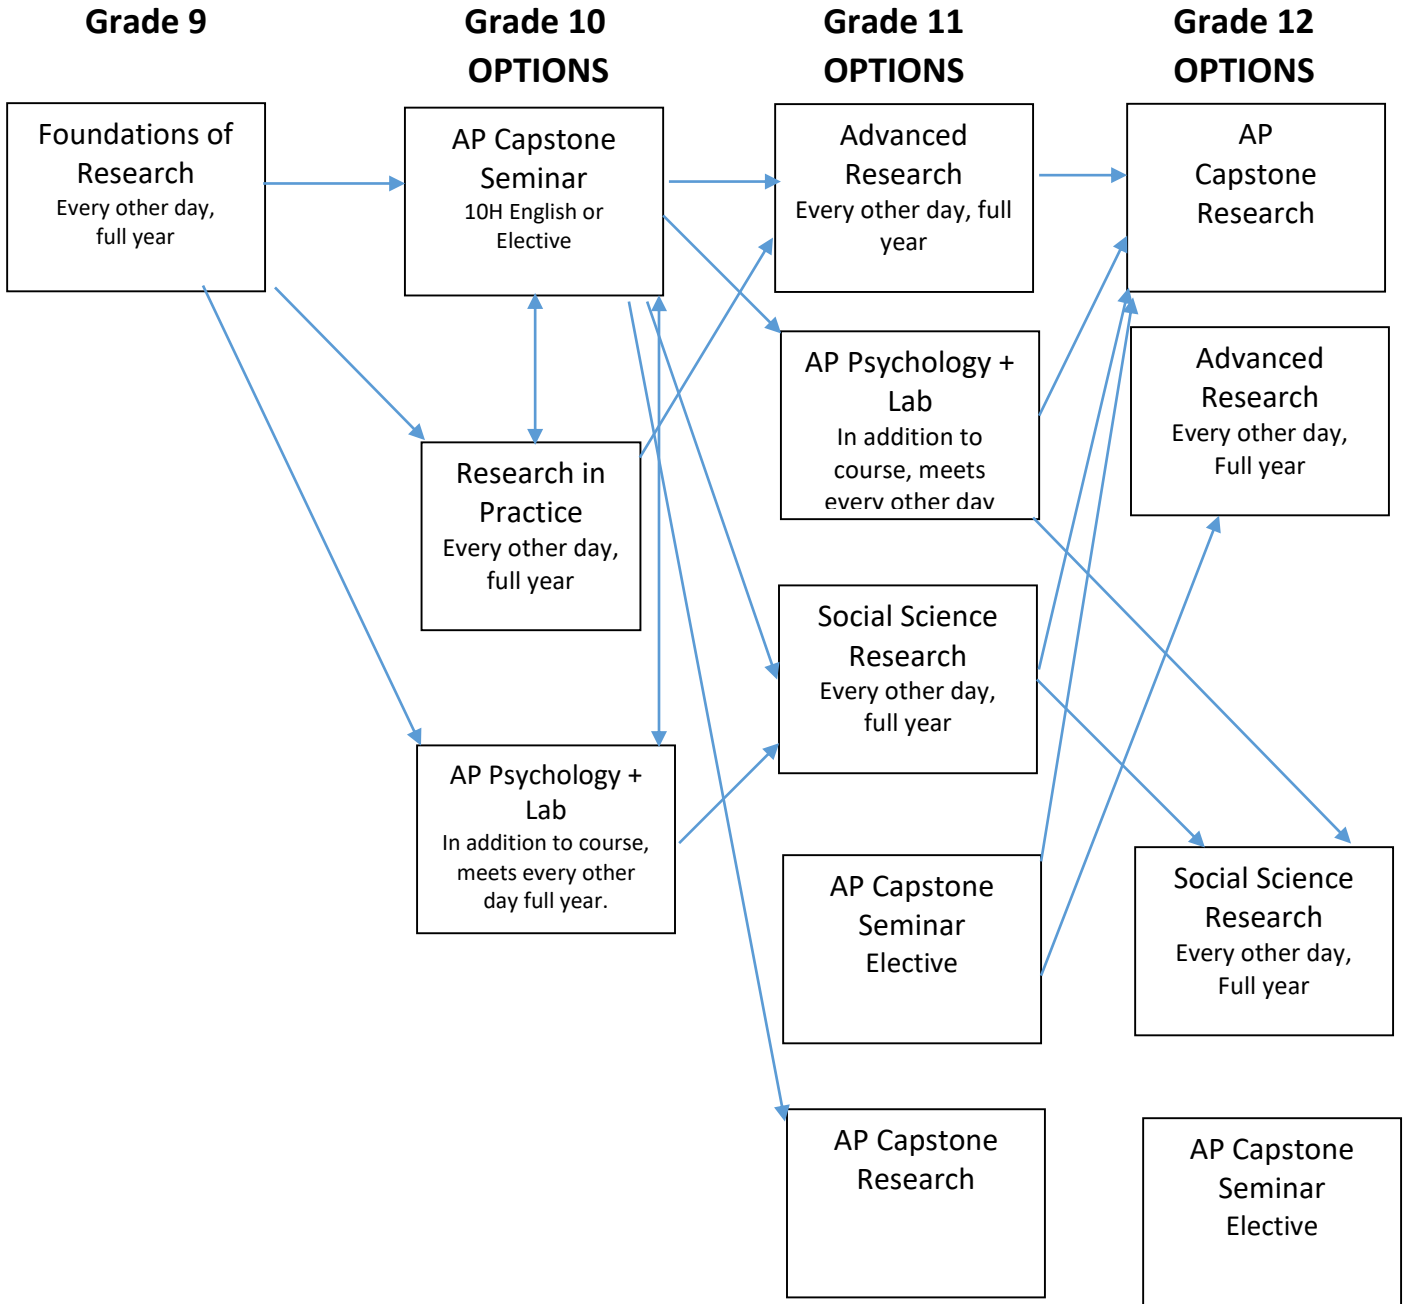 Grade 9
Grade 10
OPTIONS
Grade 11
OPTIONS
Grade 12
OPTIONS
Foundations of
Research
Every other day,
full year
AP Capstone
Seminar
10H English or
Elective
Research in
Practice
Every other day,
full year
AP Psychology +
Lab
In addition to course,
meets every other
day full year.
Advanced
Research
Every other day, full
year
AP Psychology +
Lab
In addition to
course, meets
every other day
Social Science
Research
Every other day,
full year
AP Capstone
Seminar
Elective
AP Capstone
Research
AP
Capstone
Research
Advanced
Research
Every other day,
Full year
Social Science
Research
Every other day,
Full year
AP Capstone
Seminar
Elective